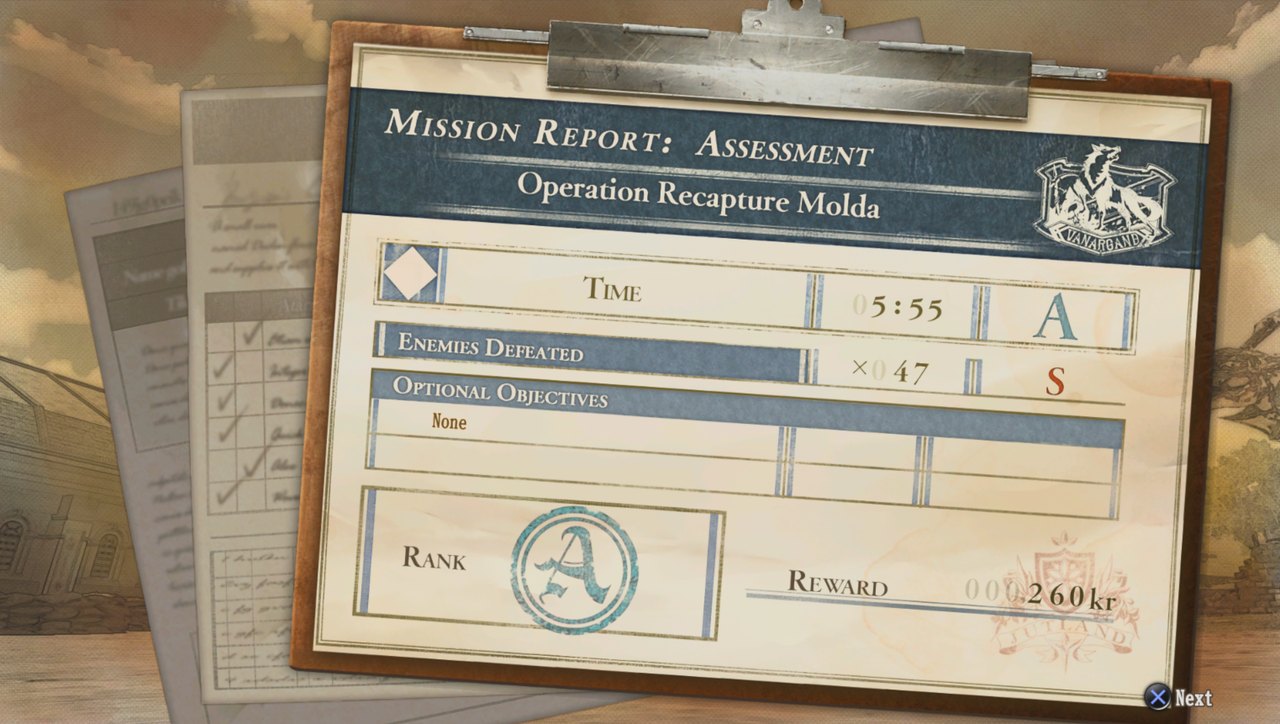 MISSION REPORT: ASSESSMENT
Operation Recapture Molda
VANARGAND
TIME 05:55 A
ENEMIES DEFEATED ×047 S
OPTIONAL OBJECTIVES
None
RANK A
REWARD 000260kr
JUTLAND
Next